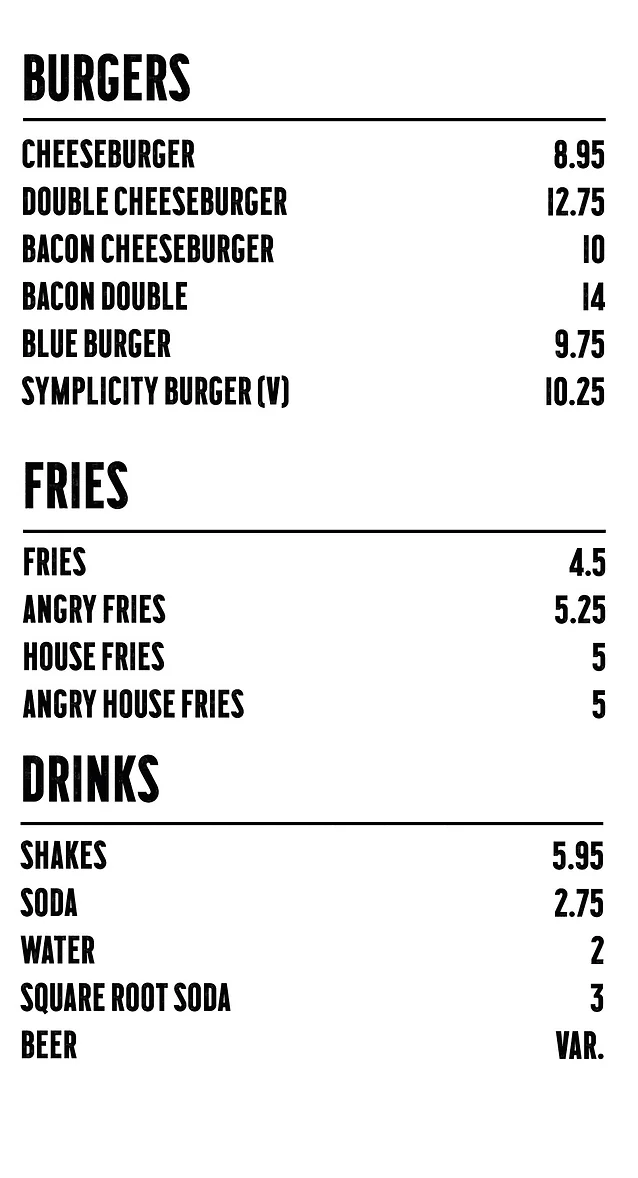 BURGERS
CHEESEBURGER 8.95
DOUBLE CHEESEBURGER 12.75
BACON CHEESEBURGER 10
BACON DOUBLE 14
BLUE BURGER 9.75
SYMPLICITY BURGER (V) 10.25
FRIES
FRIES 4.5
ANGRY FRIES 5.25
HOUSE FRIES 5
ANGRY HOUSE FRIES 5
DRINKS
SHAKES 5.95
SODA 2.75
WATER 2
SQUARE ROOT SODA 3
BEER VAR.